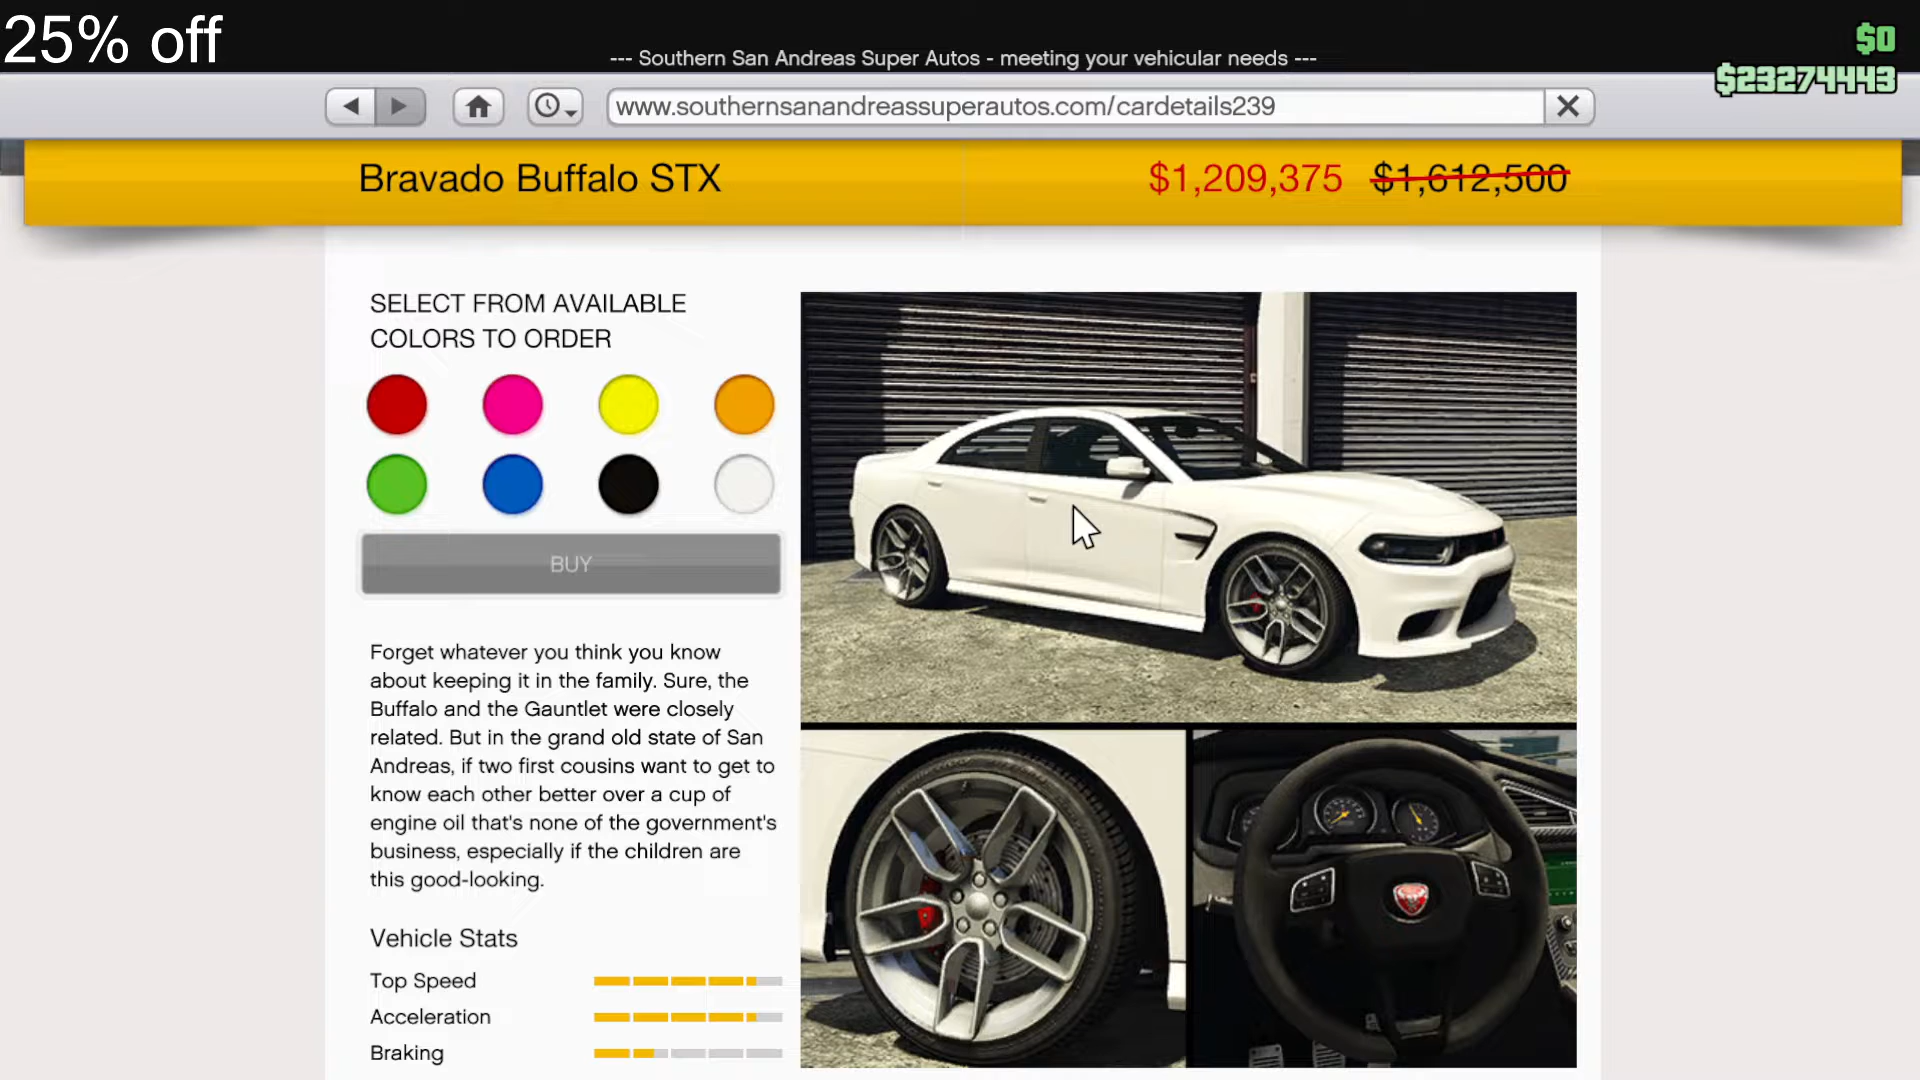 25% off
--- Southern San Andreas Super Autos - meeting your vehicular needs ---
$0
$23274443
www.southernsanandreassuperautos.com/cardetails239
Bravado Buffalo STX
$1,209,375 $1,612,500
SELECT FROM AVAILABLE
COLORS TO ORDER
BUY
Forget whatever you think you know
about keeping it in the family. Sure, the
Buffalo and the Gauntlet were closely
related. But in the grand old state of San
Andreas, if two first cousins want to get to
know each other better over a cup of
engine oil that's none of the government's
business, especially if the children are
this good-looking.
Vehicle Stats
Top Speed
Acceleration
Braking